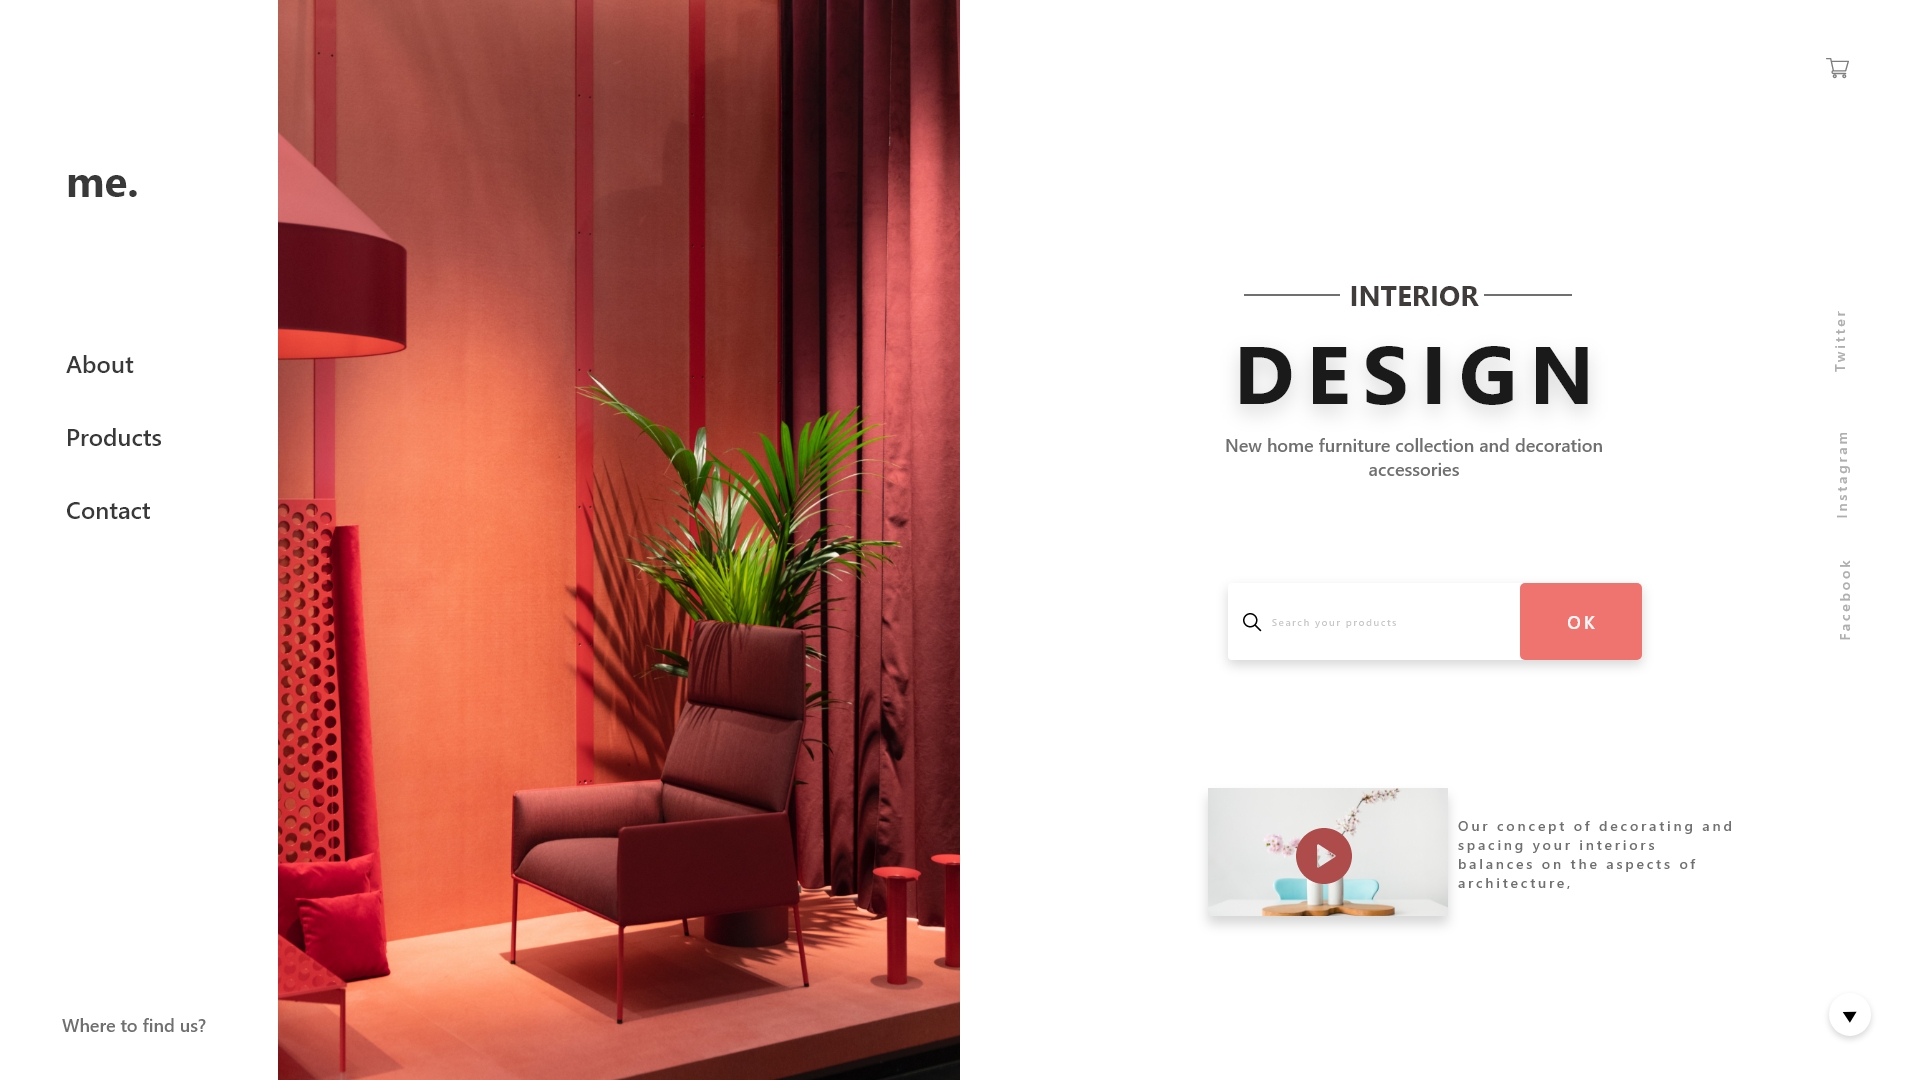 me.
About
Products
Contact
Where to find us?
INTERIOR
DESIGN
New home furniture collection and decoration
accessories
Search your products
OK
Our concept of decorating and
spacing your interiors
balances on the aspects of
architecture,
Twitter
Instagram
Facebook